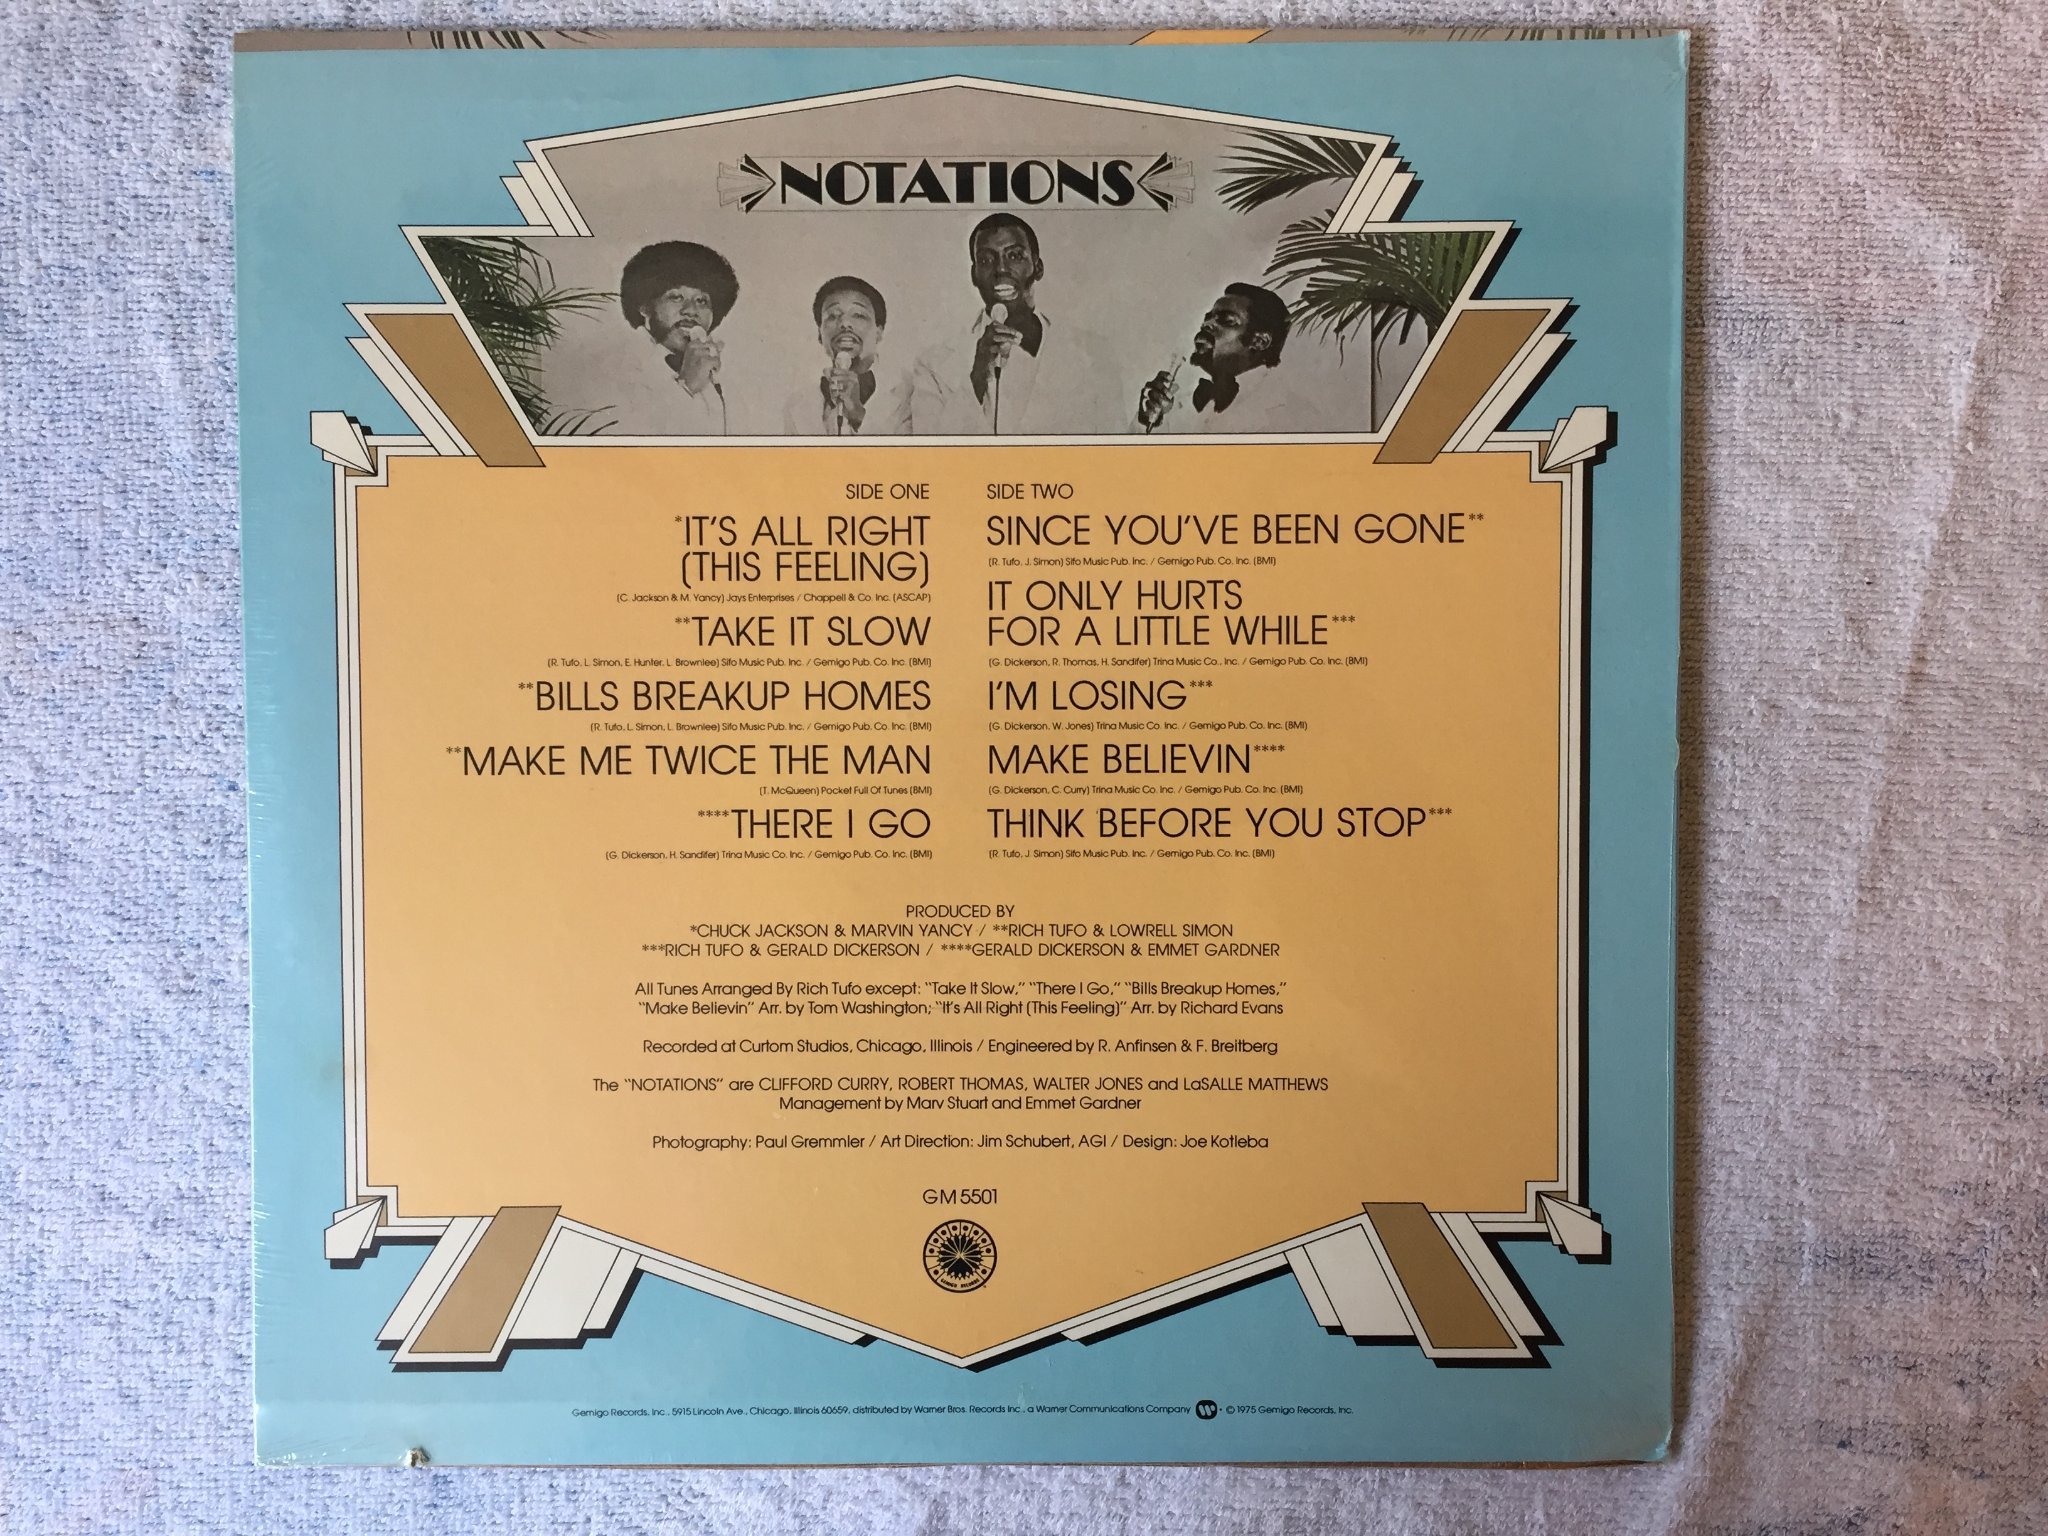 NOTATIONS
SIDE ONE
*IT'S ALL RIGHT
(THIS FEELING)
(C. Jackson & M. Yancy) Jays Enterprises / Chappell & Co. Inc. (ASCAP)
**TAKE IT SLOW
(R. Tufo, L. Simon, E. Hunter, L. Brownlee) Sifo Music Pub. Inc. / Gemigo Pub. Co. Inc. (BMI)
**BILLS BREAKUP HOMES
(R. Tufo, L. Simon, L. Brownlee) Sifo Music Pub. Inc. / Gemigo Pub. Co. Inc. (BMI)
**MAKE ME TWICE THE MAN
(T. McQueen) Pocket Full Of Tunes (BMI)
****THERE I GO
(G. Dickerson, H. Sandifer) Trina Music Co. Inc. / Gemigo Pub. Co. Inc. (BMI)
SIDE TWO
SINCE YOU'VE BEEN GONE**
(R. Tufo, J. Simon) Sifo Music Pub. Inc. / Gemigo Pub. Co. Inc. (BMI)
IT ONLY HURTS
FOR A LITTLE WHILE***
(G. Dickerson, R. Thomas, H. Sandifer) Trina Music Co., Inc. / Gemigo Pub. Co. Inc. (BMI)
I'M LOSING***
(G. Dickerson, W. Jones) Trina Music Co. Inc. / Gemigo Pub. Co. Inc. (BMI)
MAKE BELIEVIN****
(G. Dickerson, C. Curry) Trina Music Co. Inc. / Gemigo Pub. Co. Inc. (BMI)
THINK BEFORE YOU STOP***
(R. Tufo, J. Simon) Sifo Music Pub. Inc. / Gemigo Pub. Co. Inc. (BMI)
PRODUCED BY
*CHUCK JACKSON & MARVIN YANCY / **RICH TUFO & LOWRELL SIMON
***RICH TUFO & GERALD DICKERSON / ****GERALD DICKERSON & EMMET GARDNER
All Tunes Arranged By Rich Tufo except: "Take It Slow," "There I Go," "Bills Breakup Homes,"
"Make Believin" Arr. by Tom Washington; "It's All Right (This Feeling)" Arr. by Richard Evans
Recorded at Curtom Studios, Chicago, Illinois / Engineered by R. Anfinsen & F. Breitberg
The "NOTATIONS" are CLIFFORD CURRY, ROBERT THOMAS, WALTER JONES and LaSALLE MATTHEWS
Management by Marv Stuart and Emmet Gardner
Photography: Paul Gremmler / Art Direction: Jim Schubert, AGI / Design: Joe Kotleba
GM 5501
GEMIGO RECORDS
Gemigo Records, Inc., 5915 Lincoln Ave., Chicago, Illinois 60659, distributed by Warner Bros. Records Inc., a Warner Communications Company • © 1975 Gemigo Records, Inc.